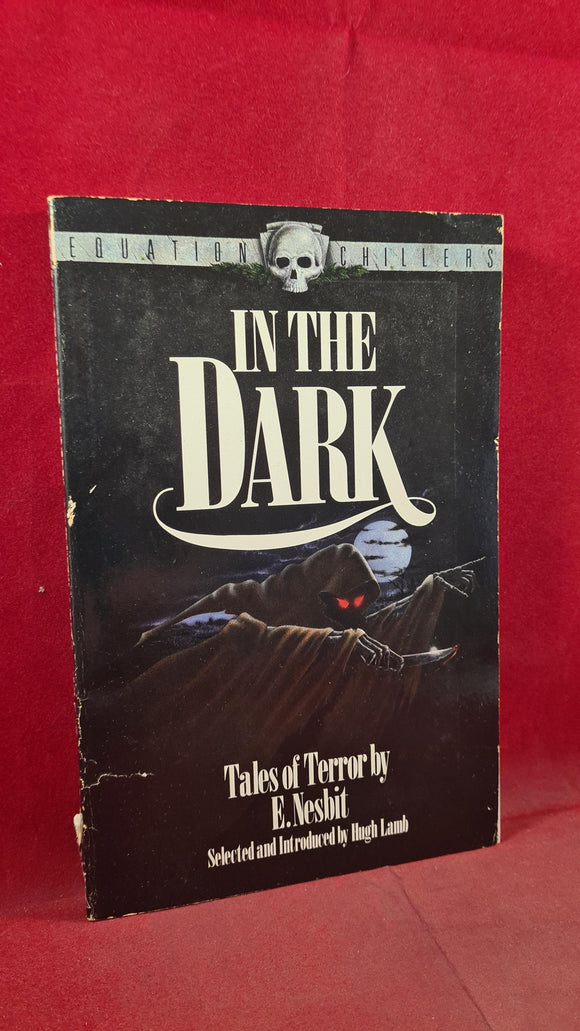 EQUATION CHILLERS
IN THE
DARK
Tales of Terror by
E. Nesbit
Selected and Introduced by Hugh Lamb